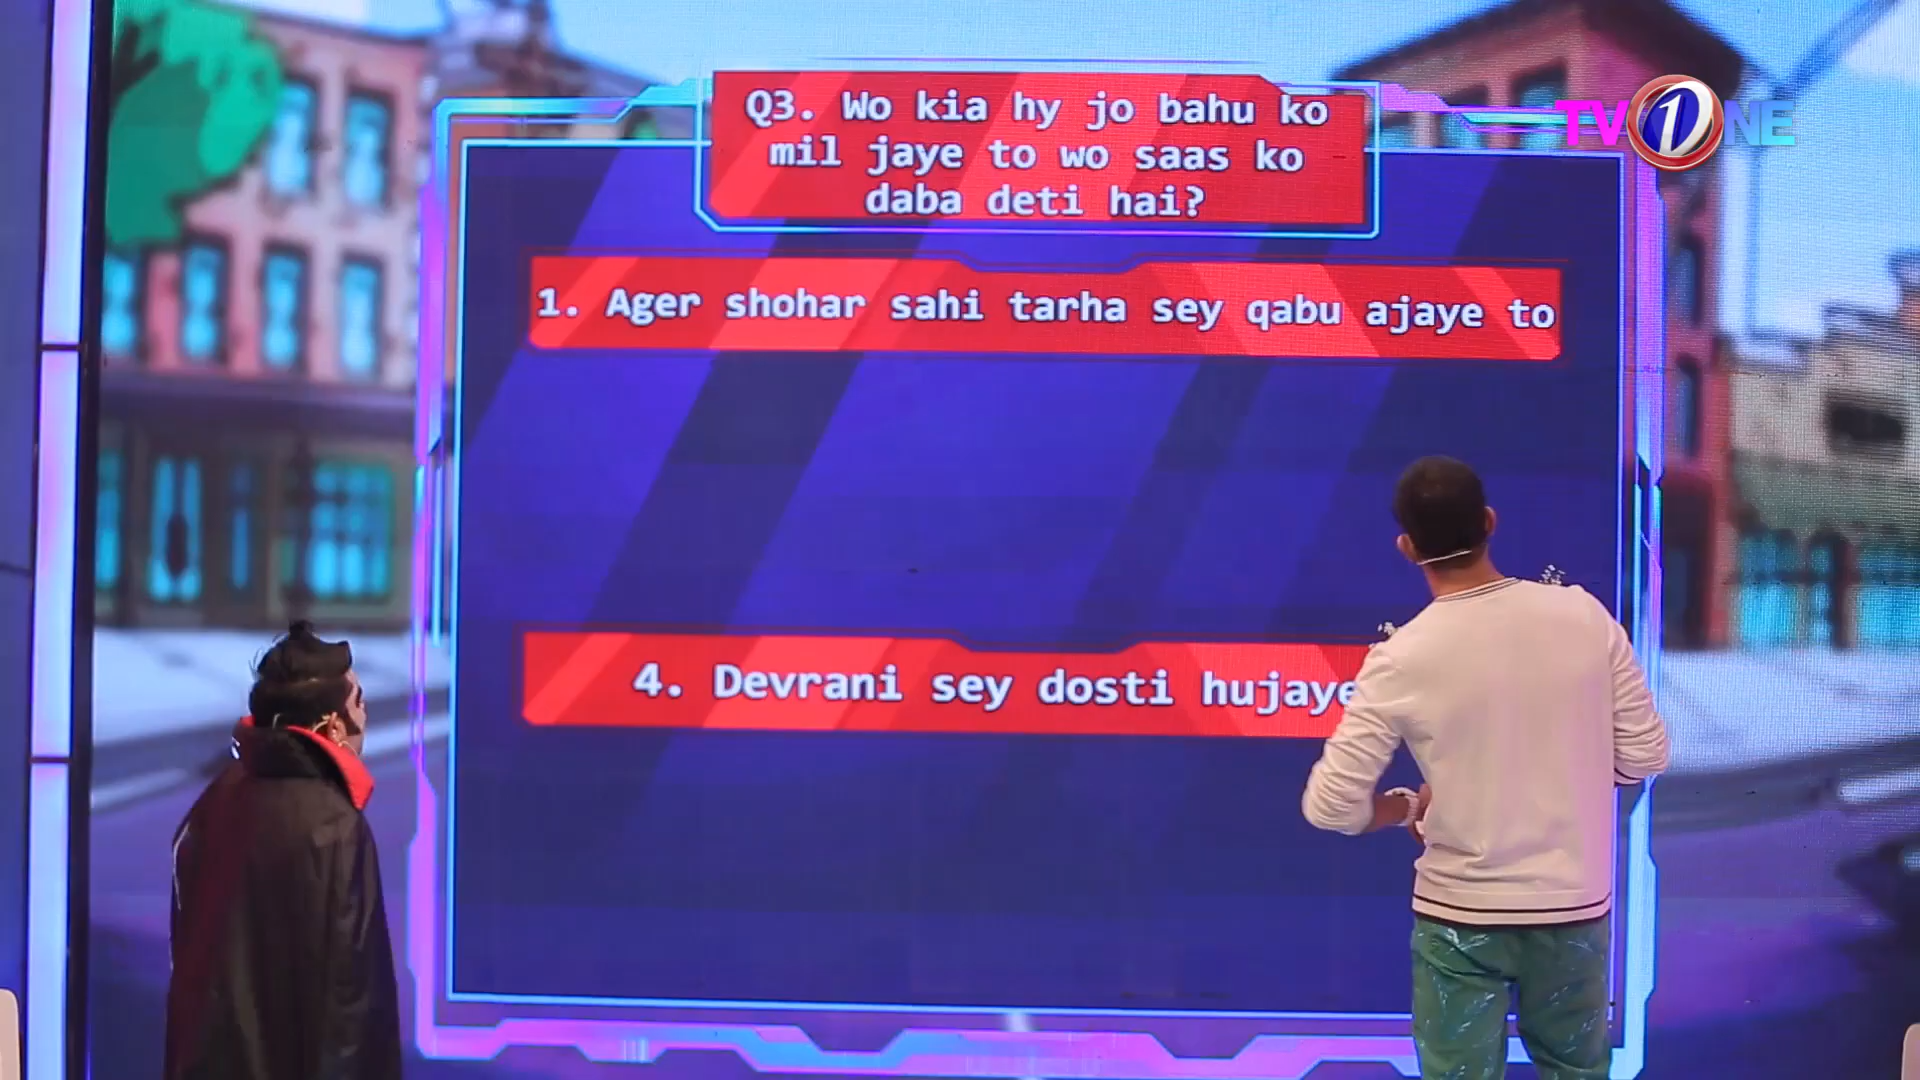 TV ONE
Q3. Wo kia hy jo bahu ko
mil jaye to wo saas ko
daba deti hai?
1. Ager shohar sahi tarha sey qabu ajaye to
4. Devrani sey dosti hujaye